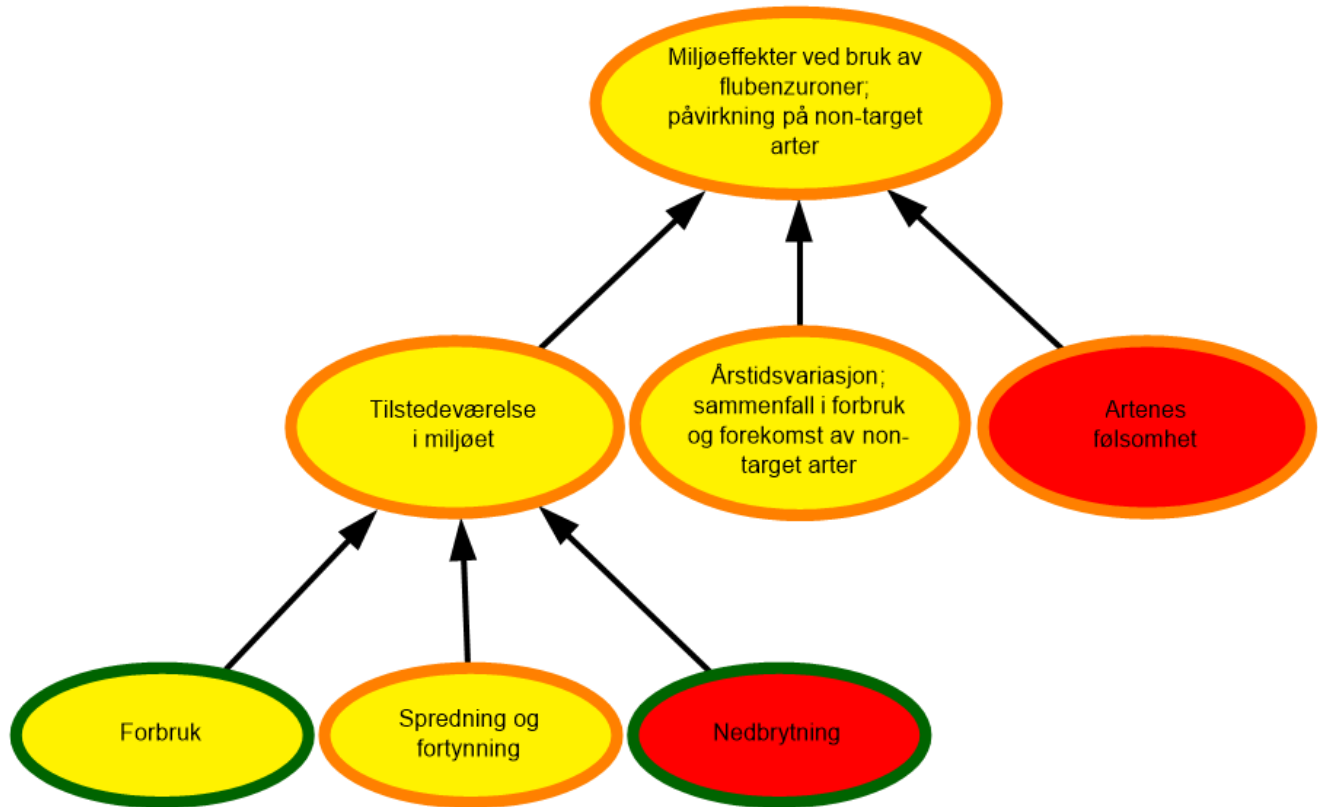 Miljøeffekter ved bruk av
flubenzuroner;
påvirkning på non-target
arter
Tilstedeværelse
i miljøet
Årstidsvariasjon;
sammenfall i forbruk
og forekomst av non-
target arter
Artenes
følsomhet
Forbruk
Spredning og
fortynning
Nedbrytning